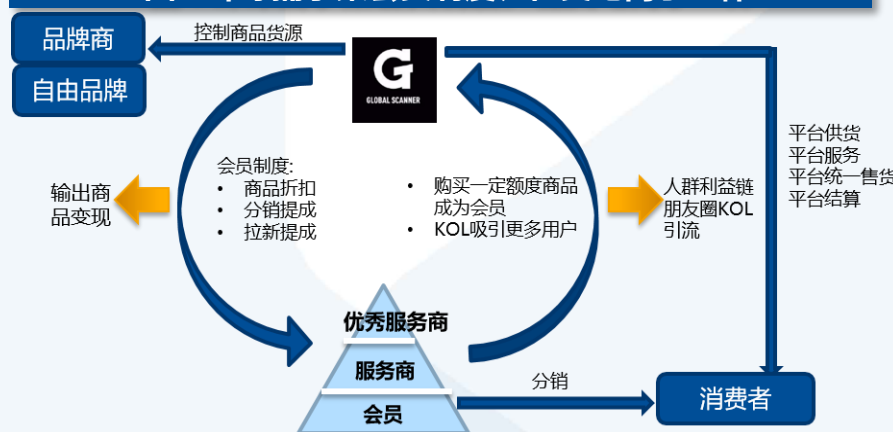 品牌商
自由品牌
控制商品货源
G
GLOBAL SCANNER
平台供货
平台服务
平台统一售货
平台结算
会员制度:
• 商品折扣
• 分销提成
• 拉新提成
• 购买一定额度商品
成为会员
• KOL吸引更多用户
输出商
品变现
人群利益链
朋友圈KOL
引流
优秀服务商
服务商
会员
分销
消费者